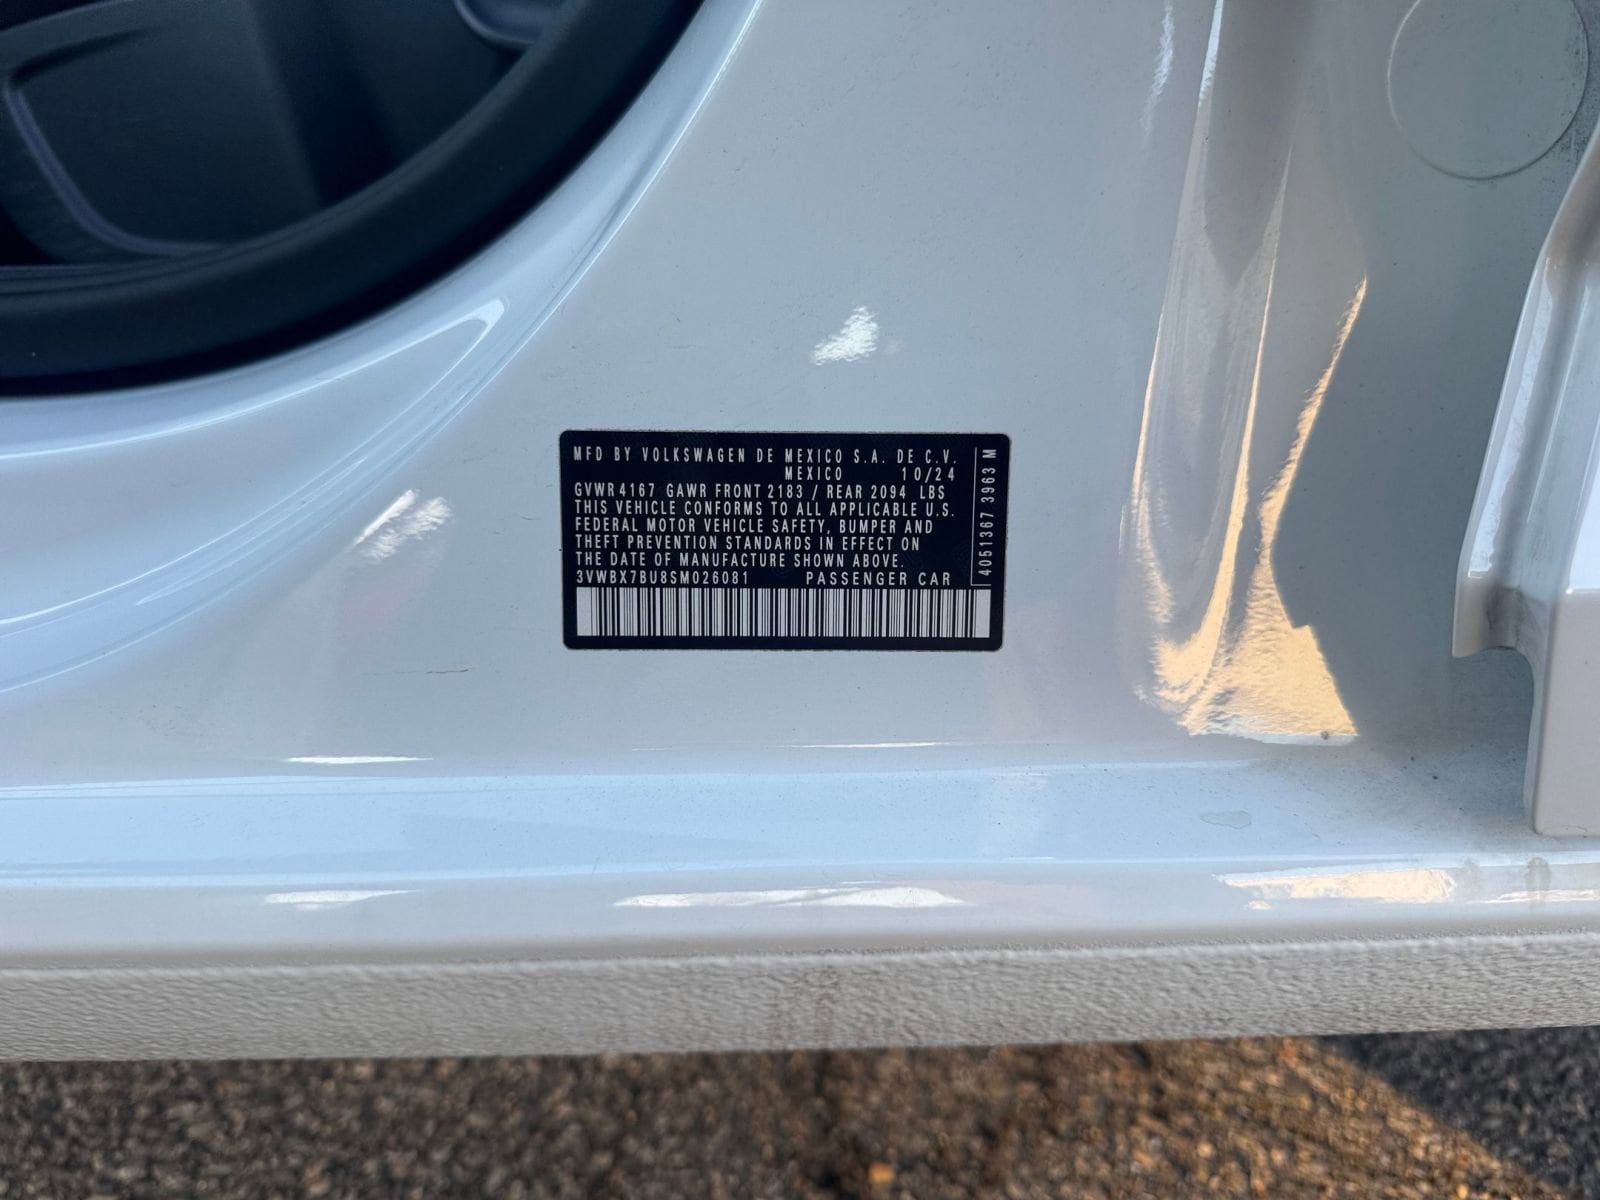 MFD BY VOLKSWAGEN DE MEXICO S.A. DE C.V.
MEXICO 10/24
GVWR 4167 GAWR FRONT 2183 / REAR 2094 LBS
THIS VEHICLE CONFORMS TO ALL APPLICABLE U.S.
FEDERAL MOTOR VEHICLE SAFETY, BUMPER AND
THEFT PREVENTION STANDARDS IN EFFECT ON
THE DATE OF MANUFACTURE SHOWN ABOVE.
3VWBX7BU8SM026081 PASSENGER CAR
4051367 3963 M